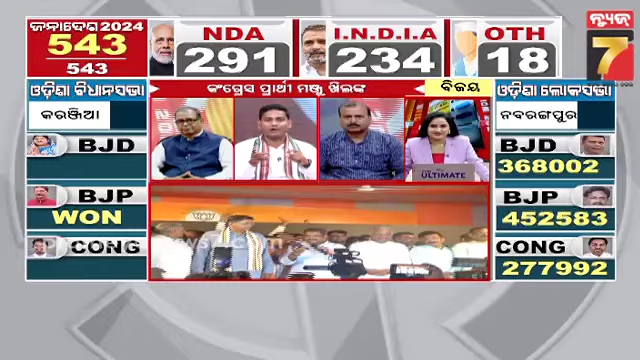 ଜନାଦେଶ 2024
543
543
NDA
291
I.N.D.I.A
234
OTH
18
ନ୍ୟୁଜ୍
7
ଓଡ଼ିଶା ବିଧାନସଭା
କରଞ୍ଜିଆ
BJD
BJP
WON
CONG
କଂଗ୍ରେସ ପ୍ରାର୍ଥୀ ମଞ୍ଜୁ ଖିଲଙ୍କ
ବିଜୟ
ULTIMATE
ଓଡ଼ିଶା ଲୋକସଭା
ନବରଙ୍ଗପୁର
BJD
368002
BJP
452583
CONG
277992